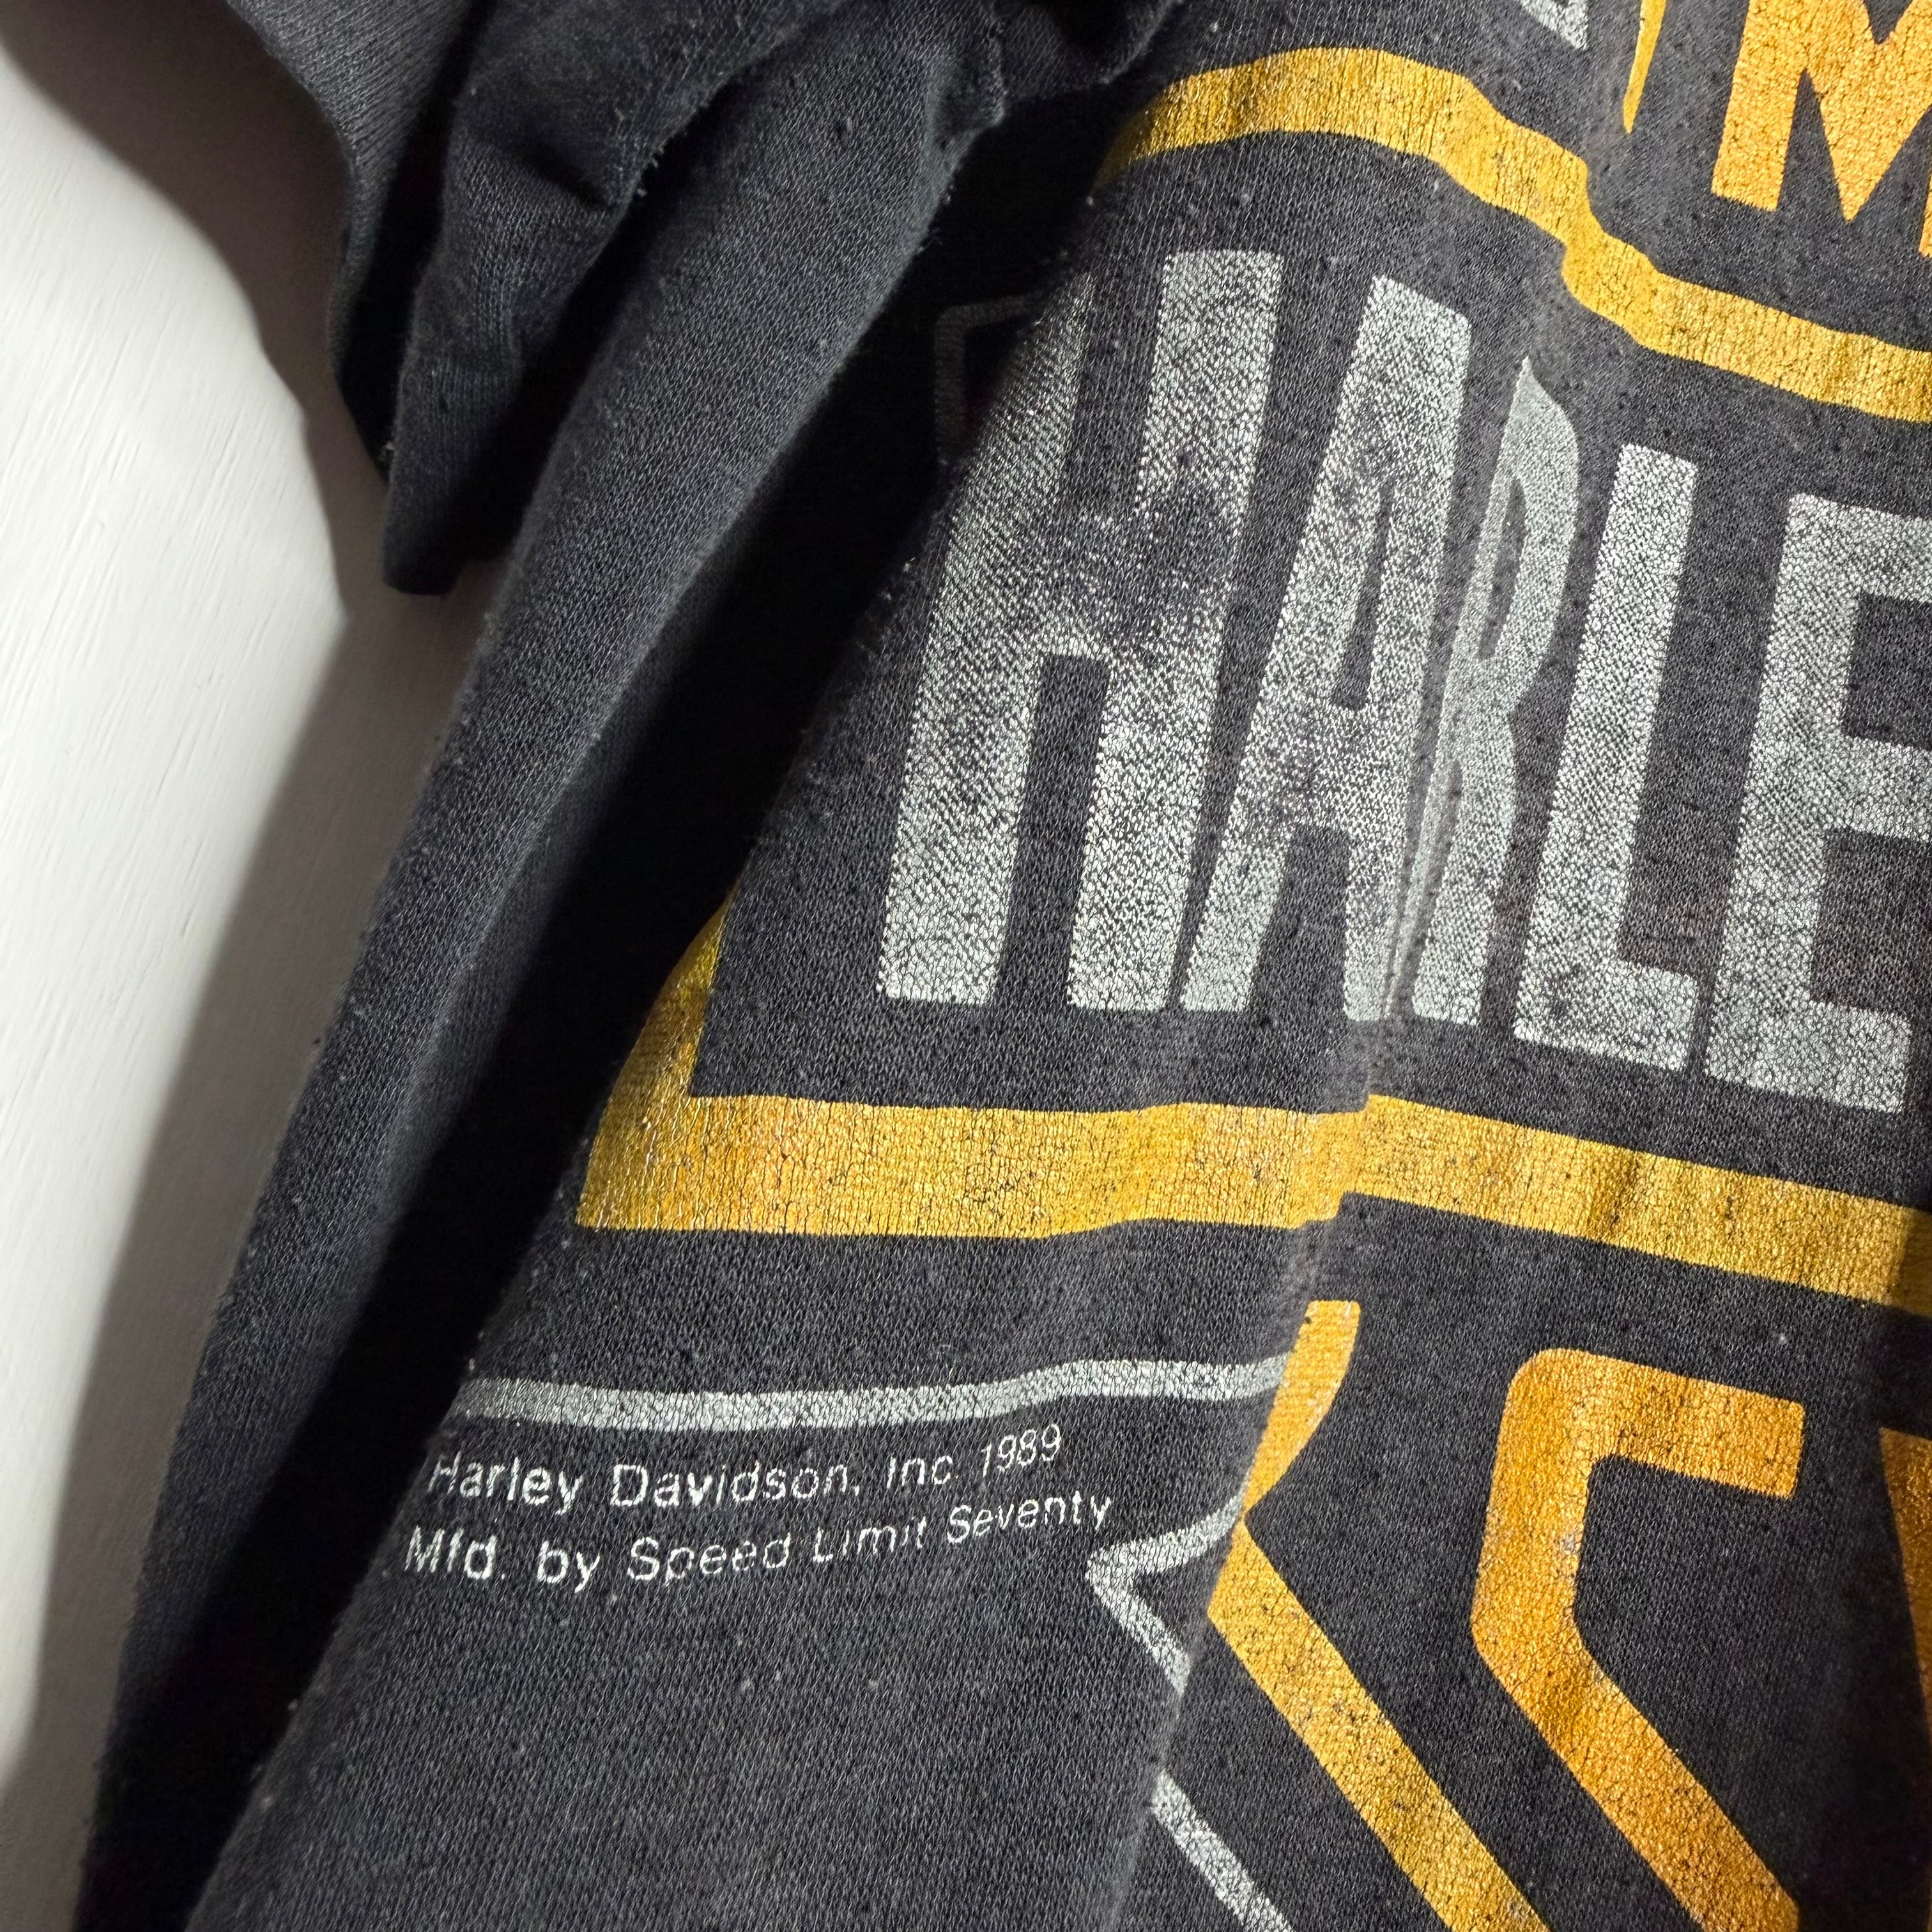 M
HARLE
Harley Davidson, Inc 1989
Mfd. by Speed Limit Seventy